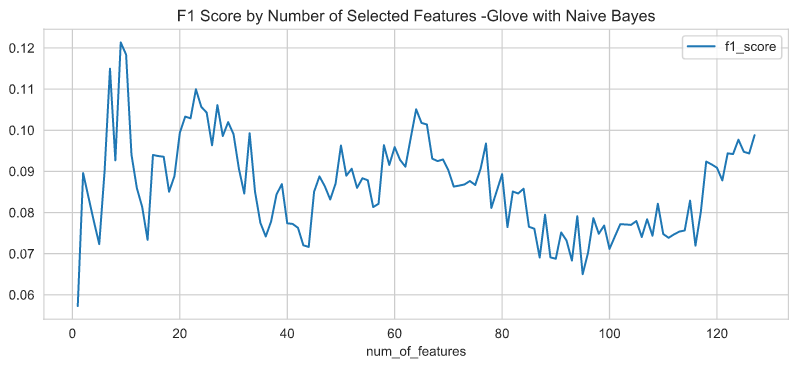 F1 Score by Number of Selected Features -Glove with Naive Bayes
f1_score
0.12
0.11
0.10
0.09
0.08
0.07
0.06
0 20 40 60 80 100 120
num_of_features